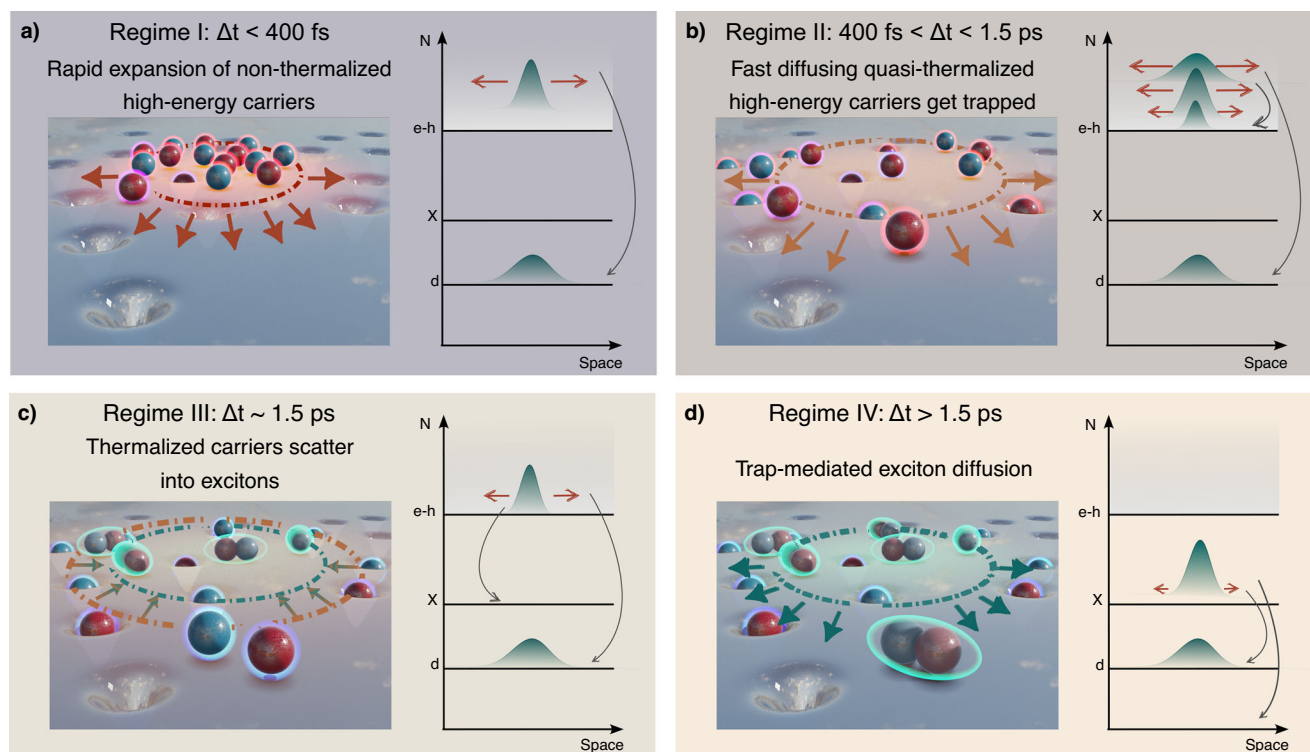 a)
Regime I: Δt < 400 fs
Rapid expansion of non-thermalized
high-energy carriers
N
e-h
X
d
Space
b)
Regime II: 400 fs < Δt < 1.5 ps
Fast diffusing quasi-thermalized
high-energy carriers get trapped
N
e-h
X
d
Space
c)
Regime III: Δt ~ 1.5 ps
Thermalized carriers scatter
into excitons
N
e-h
X
d
Space
d)
Regime IV: Δt > 1.5 ps
Trap-mediated exciton diffusion
N
e-h
X
d
Space